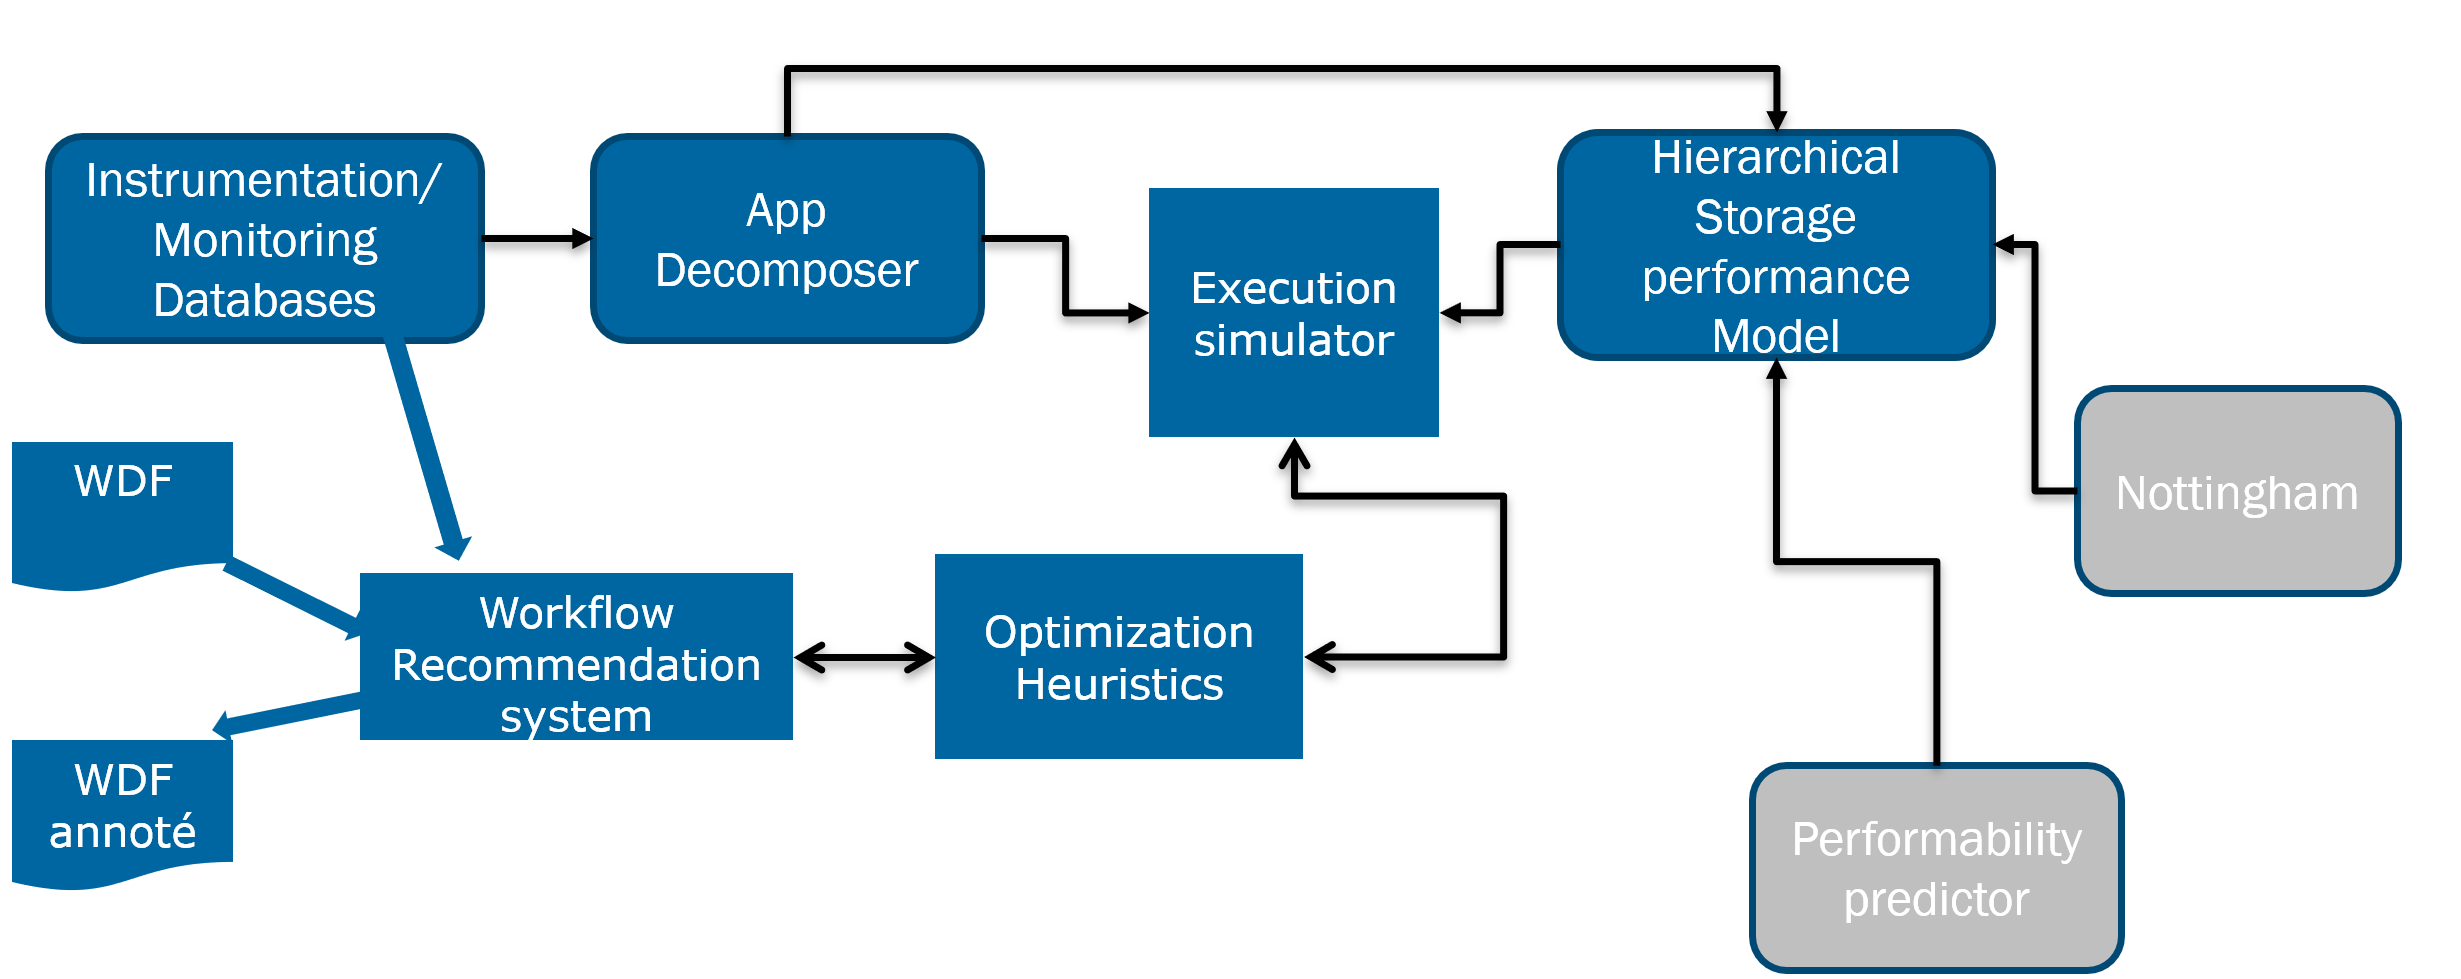 Instrumentation/
Monitoring
Databases
App
Decomposer
Execution
simulator
Hierarchical
Storage
performance
Model
Nottingham
WDF
Workflow
Recommendation
system
Optimization
Heuristics
WDF
annoté
Performability
predictor